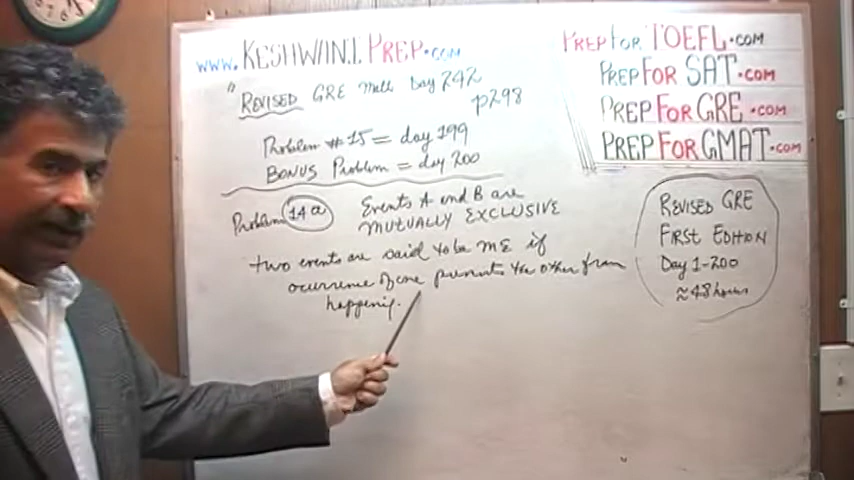 www. KESHWANI PREP.com
" REVISED GRE Math Day 242
p298
Problem #15 = day 199
BONUS Problem = day 200
Problem 14a Events A and B are
MUTUALLY EXCLUSIVE
two events are said to be ME if
ocurrence of one prevents the other from
happening.
PREP FOR TOEFL.com
PREP FOR SAT.com
PREP FOR GRE.com
PREP FOR GMAT.com
REVISED GRE
FIRST EDITION
Day 1-200
≈ 48 hours